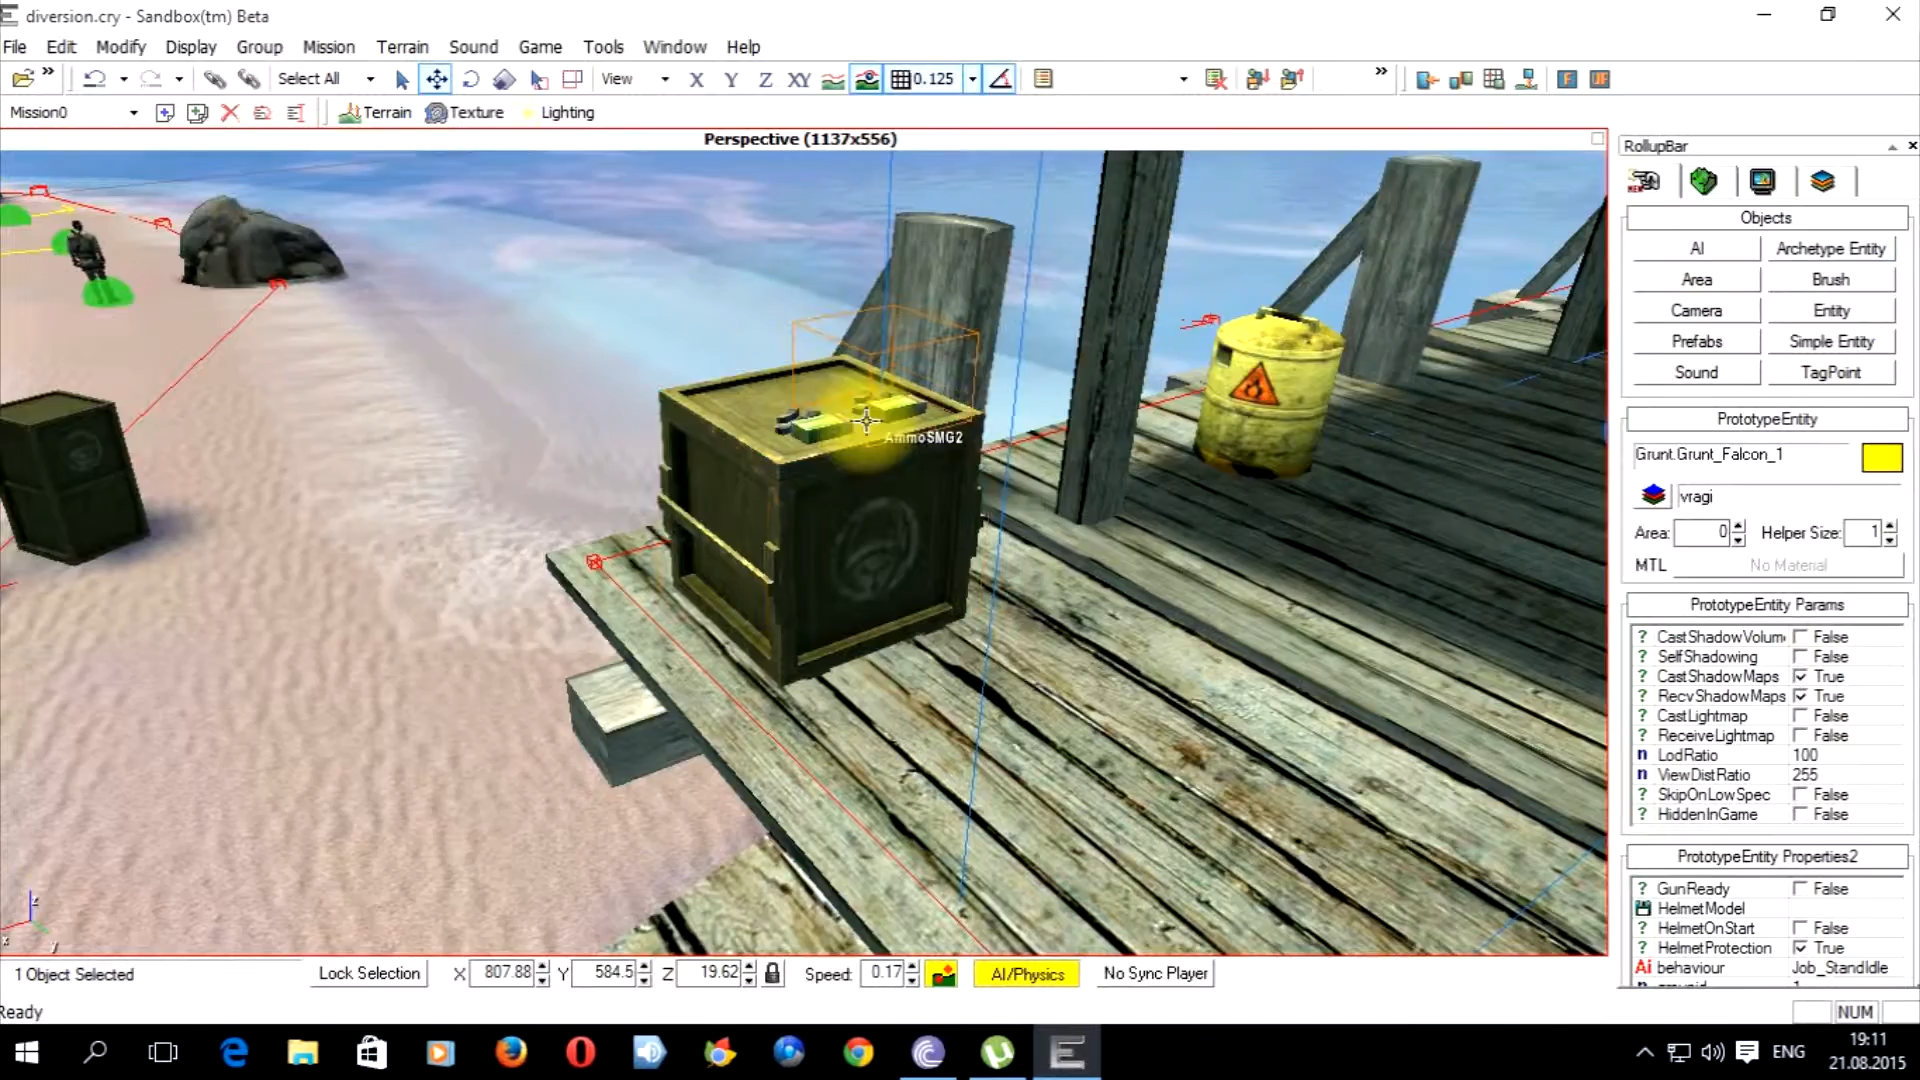 diversion.cry - Sandbox(tm) Beta
File Edit Modify Display Group Mission Terrain Sound Game Tools Window Help
Select All View X Y Z XY 0.125
Mission0 Terrain Texture Lighting
Perspective (1137x556)
AmmoSMG2
z
x y
RollupBar
Objects
AI Archetype Entity
Area Brush
Camera Entity
Prefabs Simple Entity
Sound TagPoint
PrototypeEntity
Grunt.Grunt_Falcon_1
vragi
Area: 0 Helper Size: 1
MTL No Material
PrototypeEntity Params
? CastShadowVolum False
? SelfShadowing False
? CastShadowMaps True
? RecvShadowMaps True
? CastLightmap False
? ReceiveLightmap False
n LodRatio 100
n ViewDistRatio 255
? SkipOnLowSpec False
? HiddenInGame False
PrototypeEntity Properties2
? GunReady False
HelmetModel
? HelmetOnStart False
? HelmetProtection True
Ai behaviour Job_StandIdle
1 Object Selected Lock Selection X 807.88 Y 584.5 Z 19.62 Speed: 0.17 AI/Physics No Sync Player
Ready NUM
ENG 19:11
21.08.2015